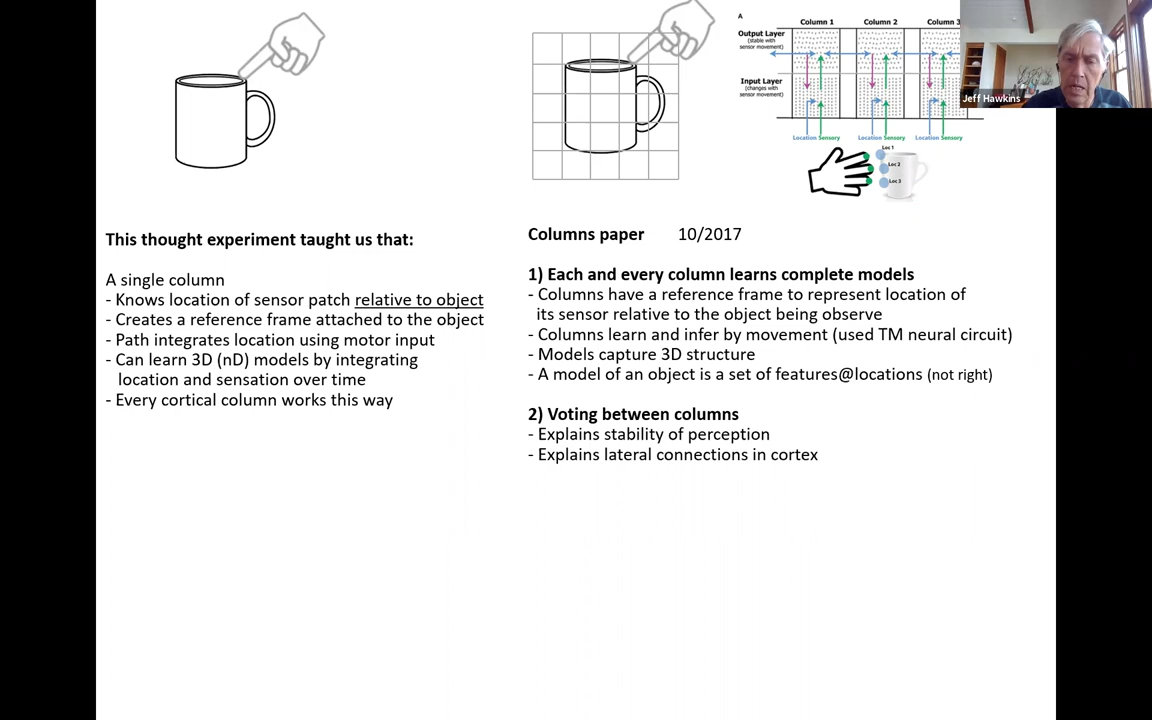 A
Column 1 Column 2 Column 3
Output Layer
(stable with
sensor movement)
Input Layer
(changes with
sensor movement)
Jeff Hawkins
Location Sensory Location Sensory Location Sensory
Loc 1
Loc 2
Loc 3
This thought experiment taught us that:
A single column
- Knows location of sensor patch relative to object
- Creates a reference frame attached to the object
- Path integrates location using motor input
- Can learn 3D (nD) models by integrating
location and sensation over time
- Every cortical column works this way
Columns paper 10/2017
1) Each and every column learns complete models
- Columns have a reference frame to represent location of
its sensor relative to the object being observe
- Columns learn and infer by movement (used TM neural circuit)
- Models capture 3D structure
- A model of an object is a set of features@locations (not right)
2) Voting between columns
- Explains stability of perception
- Explains lateral connections in cortex